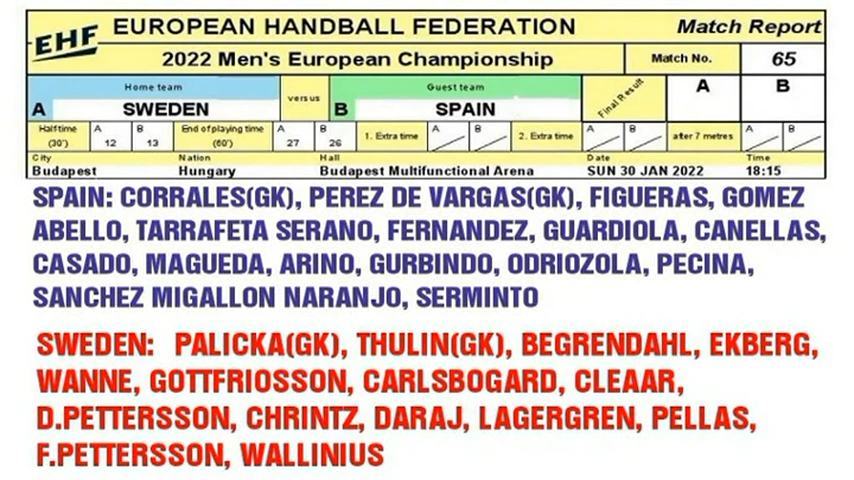 EHF EUROPEAN HANDBALL FEDERATION Match Report
2022 Men's European Championship Match No. 65
Home team versus Guest team Final Result A B
A SWEDEN B SPAIN
Halftime A B End of playing time A B 1. Extra time A B 2. Extra time A B after 7 metres A B
(30') 12 13 (60') 27 26
City Nation Hall Date Time
Budapest Hungary Budapest Multifunctional Arena SUN 30 JAN 2022 18:15
SPAIN: CORRALES(GK), PEREZ DE VARGAS(GK), FIGUERAS, GOMEZ
ABELLO, TARRAFETA SERANO, FERNANDEZ, GUARDIOLA, CANELLAS,
CASADO, MAGUEDA, ARINO, GURBINDO, ODRIOZOLA, PECINA,
SANCHEZ MIGALLON NARANJO, SERMINTO
SWEDEN: PALICKA(GK), THULIN(GK), BEGRENDAHL, EKBERG,
WANNE, GOTTFRIOSSON, CARLSBOGARD, CLEAAR,
D.PETTERSSON, CHRINTZ, DARAJ, LAGERGREN, PELLAS,
F.PETTERSSON, WALLINIUS